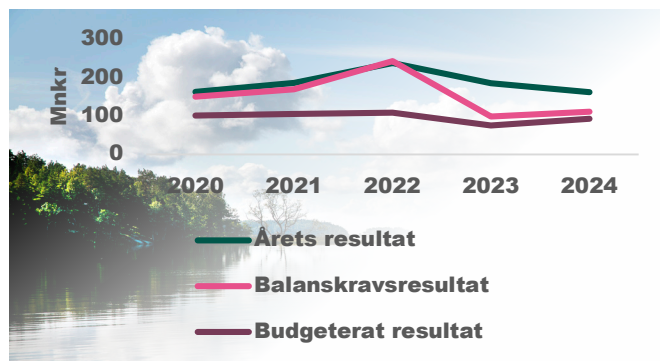 300
200
100
0
Mnkr
2020 2021 2022 2023 2024
Årets resultat
Balanskravsresultat
Budgeterat resultat